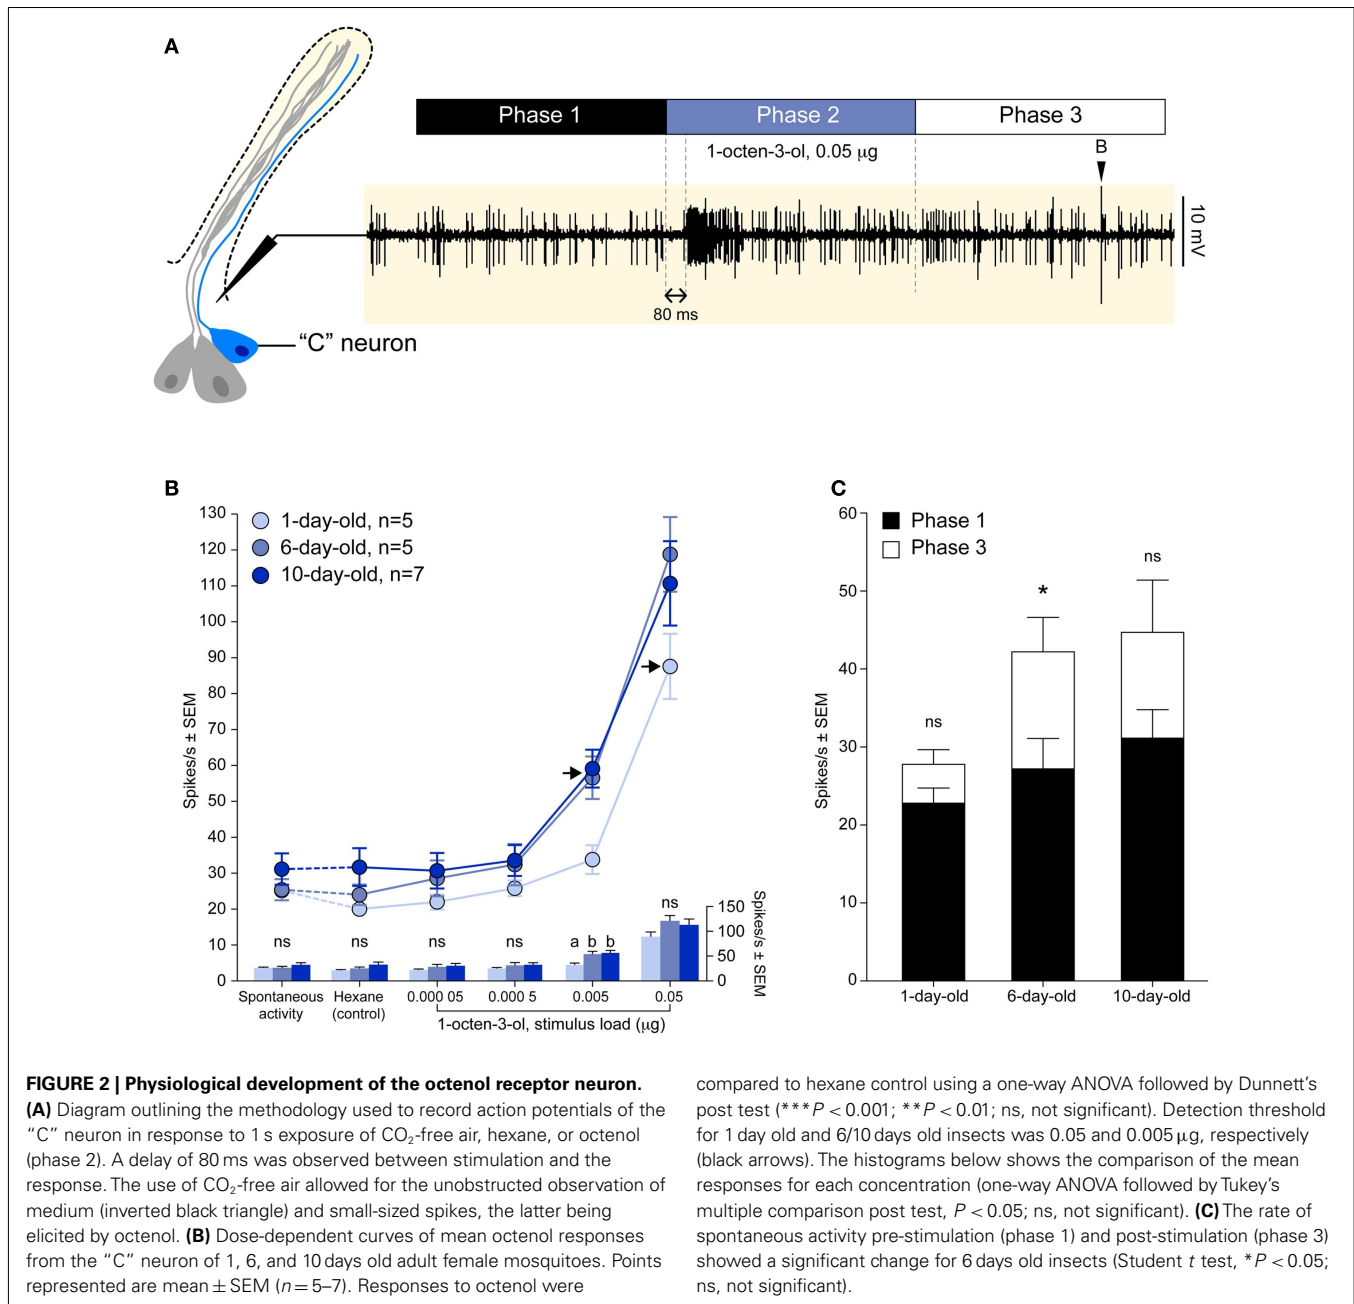 A
Phase 1
Phase 2
Phase 3
1-octen-3-ol, 0.05 µg
B
10 mV
80 ms
“C” neuron
B
130
120
110
100
90
80
70
60
50
40
30
20
10
0
Spikes/s ± SEM
1-day-old, n=5
6-day-old, n=5
10-day-old, n=7
ns
ns
ns
ns
a b b
ns
150
100
50
0
Spikes/s ± SEM
Spontaneous
activity
Hexane
(control)
0.000 05
0.000 5
0.005
0.05
1-octen-3-ol, stimulus load (µg)
C
60
50
40
30
20
10
0
Spikes/s ± SEM
Phase 1
Phase 3
ns
*
ns
1-day-old
6-day-old
10-day-old
FIGURE 2 | Physiological development of the octenol receptor neuron.
(A) Diagram outlining the methodology used to record action potentials of the
“C” neuron in response to 1 s exposure of CO₂-free air, hexane, or octenol
(phase 2). A delay of 80 ms was observed between stimulation and the
response. The use of CO₂-free air allowed for the unobstructed observation of
medium (inverted black triangle) and small-sized spikes, the latter being
elicited by octenol. (B) Dose-dependent curves of mean octenol responses
from the “C” neuron of 1, 6, and 10 days old adult female mosquitoes. Points
represented are mean ± SEM (n = 5–7). Responses to octenol were
compared to hexane control using a one-way ANOVA followed by Dunnett’s
post test (***P < 0.001; **P < 0.01; ns, not significant). Detection threshold
for 1 day old and 6/10 days old insects was 0.05 and 0.005 µg, respectively
(black arrows). The histograms below shows the comparison of the mean
responses for each concentration (one-way ANOVA followed by Tukey’s
multiple comparison post test, P < 0.05; ns, not significant). (C) The rate of
spontaneous activity pre-stimulation (phase 1) and post-stimulation (phase 3)
showed a significant change for 6 days old insects (Student t test, *P < 0.05;
ns, not significant).